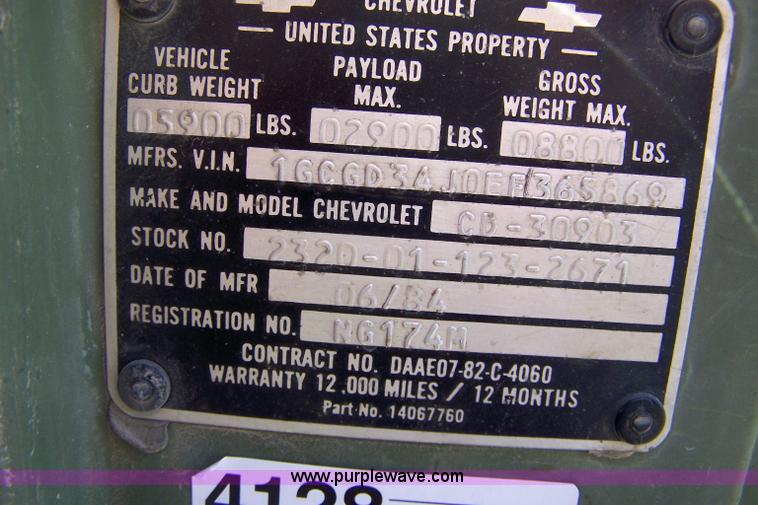 CHEVROLET
UNITED STATES PROPERTY
VEHICLE CURB WEIGHT 05900 LBS.
PAYLOAD MAX. 02900 LBS.
GROSS WEIGHT MAX. 08800 LBS.
MFRS. V.I.N. 1GCGD34J0EF365869
MAKE AND MODEL CHEVROLET CD-30903
STOCK NO. 2320-01-123-2671
DATE OF MFR 06/84
REGISTRATION NO. NG174M
CONTRACT NO. DAAE07-82-C-4060
WARRANTY 12,000 MILES / 12 MONTHS
Part No. 14067760
www.purplewave.com
4128